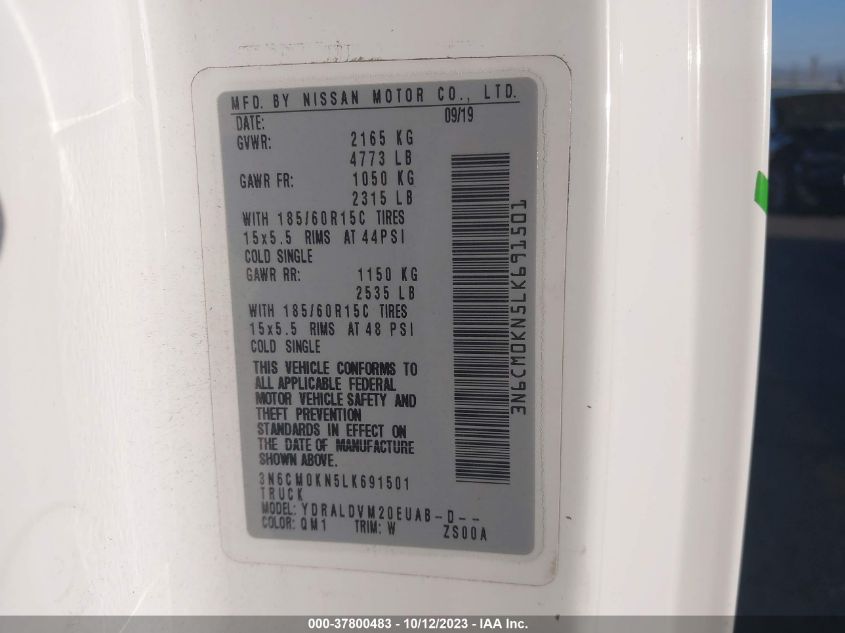 MFD. BY NISSAN MOTOR CO., LTD.
DATE: 09/19
GVWR: 2165 KG
4773 LB
GAWR FR: 1050 KG
2315 LB
WITH 185/60R15C TIRES
15x5.5 RIMS AT 44PSI
COLD SINGLE
GAWR RR: 1150 KG
2535 LB
WITH 185/60R15C TIRES
15x5.5 RIMS AT 48 PSI
COLD SINGLE
THIS VEHICLE CONFORMS TO
ALL APPLICABLE FEDERAL
MOTOR VEHICLE SAFETY AND
THEFT PREVENTION
STANDARDS IN EFFECT ON
THE DATE OF MANUFACTURE
SHOWN ABOVE.
3N6CM0KN5LK691501
TRUCK
MODEL: YDRALDVM20EUAB-D--
COLOR: QM1 TRIM: W ZS00A
3N6CM0KN5LK691501
000-37800483 - 10/12/2023 - IAA Inc.